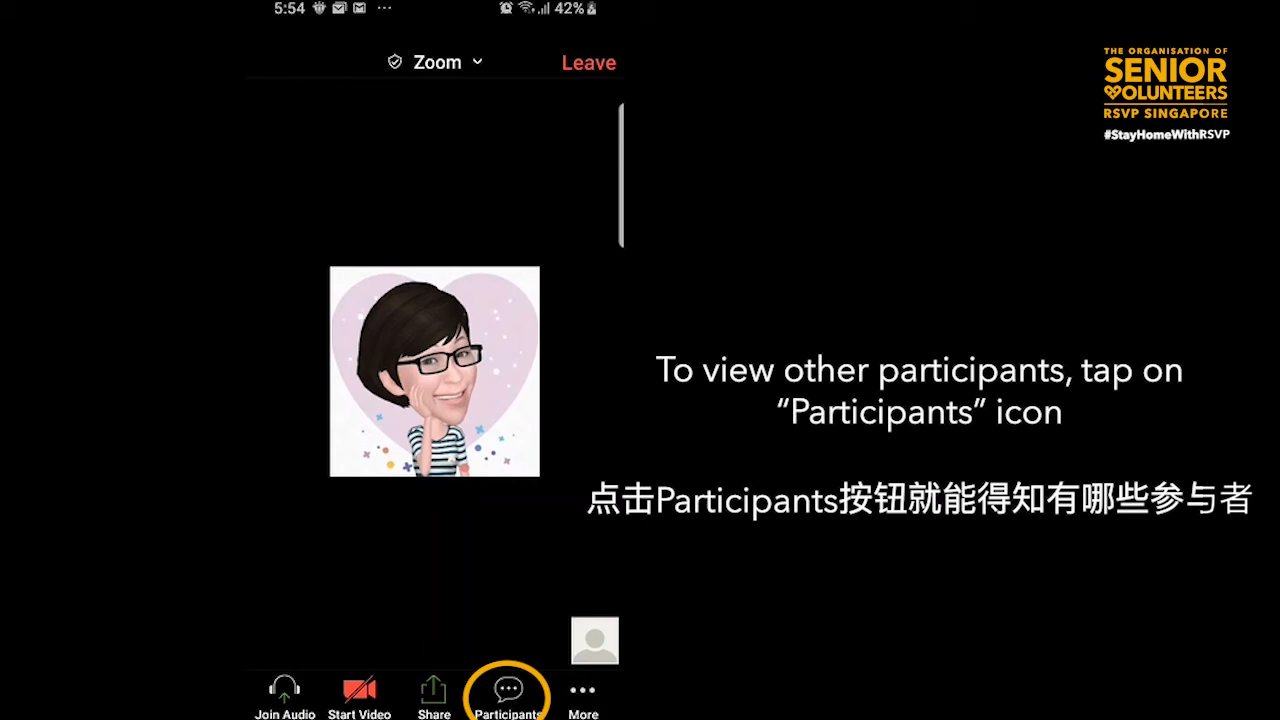 5:54
42%
Zoom
Leave
THE ORGANISATION OF
SENIOR
VOLUNTEERS
RSVP SINGAPORE
#StayHomeWithRSVP
To view other participants, tap on
“Participants” icon
点击Participants按钮就能得知有哪些参与者
Join Audio
Start Video
Share
Participants
More